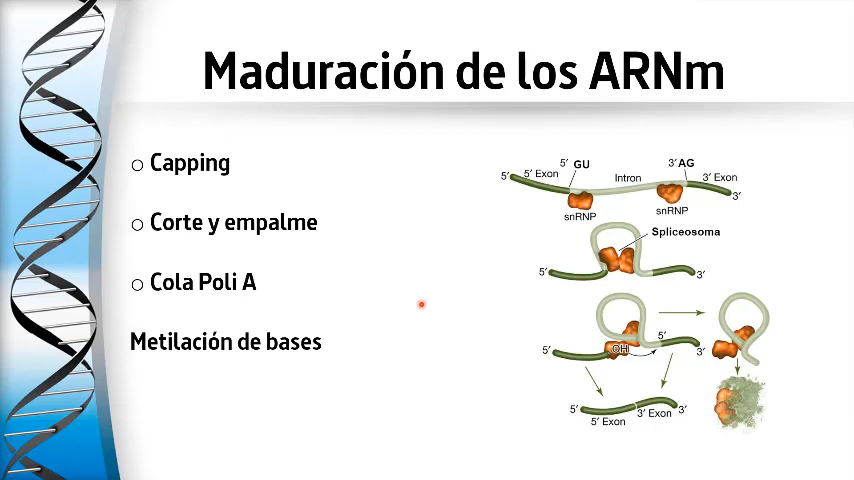 Maduración de los ARNm
Capping
Corte y empalme
Cola Poli A
Metilación de bases
5′ GU 3′ AG
5′ 5′ Exon Intron 3′ Exon 3′
snRNP snRNP
Spliceosoma
5′ 3′
5′
OH
5′ 3′
5′ 3′
5′ Exon 3′ Exon